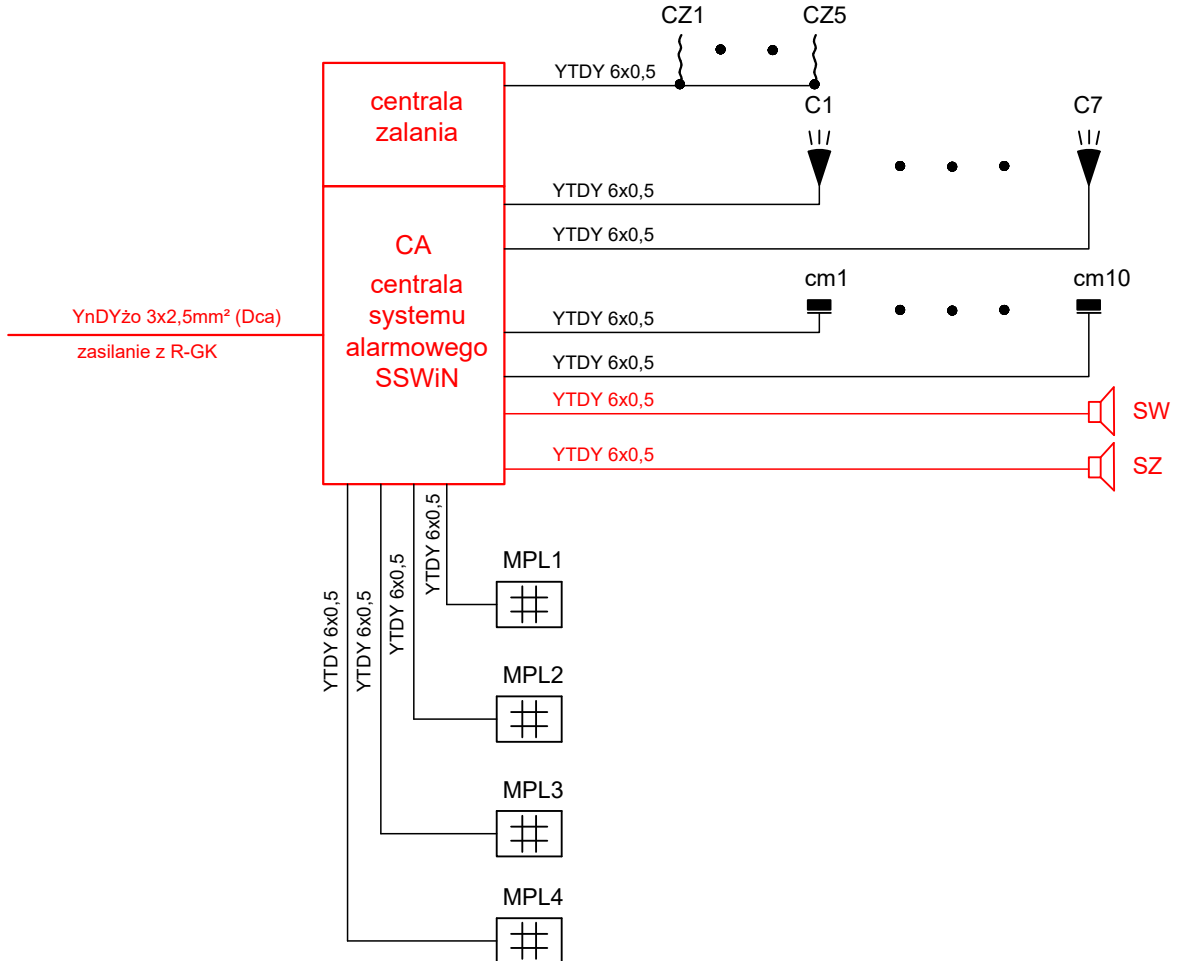 CZ1
CZ5
YTDY 6x0,5
centrala
zalania
C1
C7
YTDY 6x0,5
YTDY 6x0,5
CA
centrala
systemu
alarmowego
SSWiN
cm1
cm10
YnDYżo 3x2,5mm² (Dca)
zasilanie z R-GK
YTDY 6x0,5
YTDY 6x0,5
YTDY 6x0,5
SW
YTDY 6x0,5
SZ
YTDY 6x0,5
YTDY 6x0,5
YTDY 6x0,5
YTDY 6x0,5
MPL1
MPL2
MPL3
MPL4